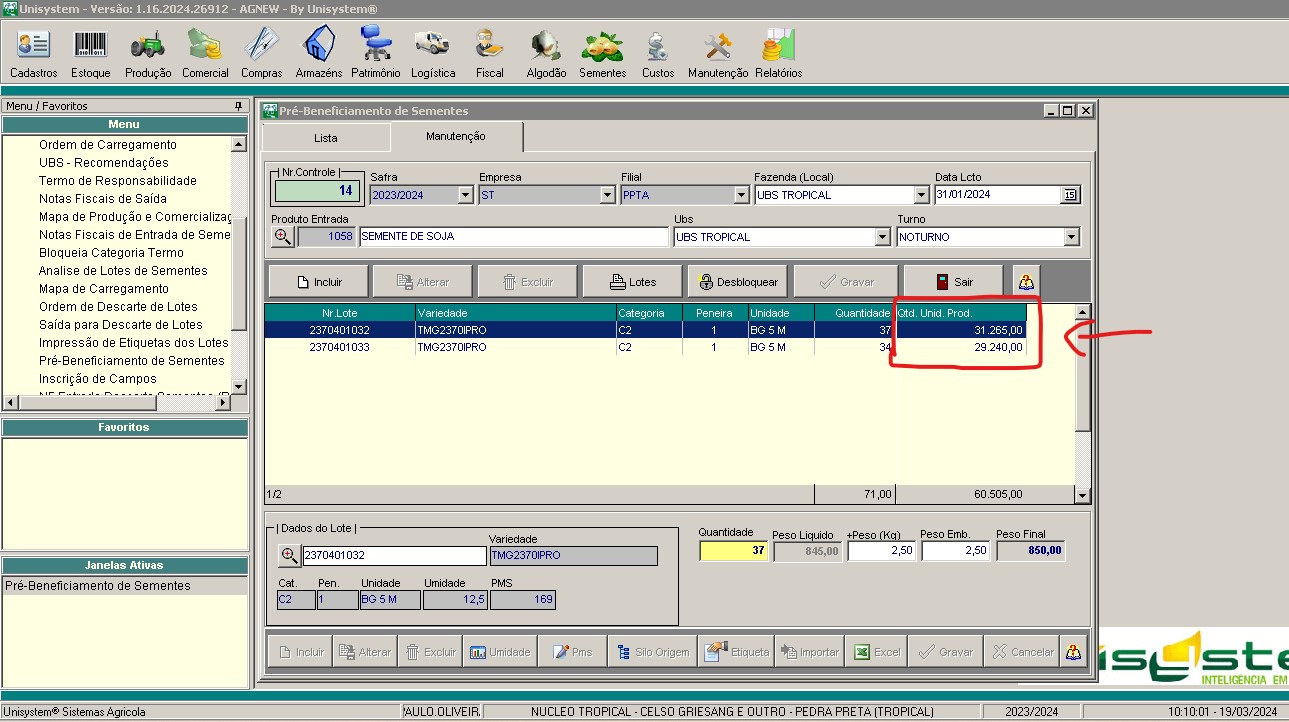 Unisystem - Versão: 1.16.2024.26912 - AGNEW - By Unisystem®
Cadastros Estoque Produção Comercial Compras Armazéns Patrimônio Logística Fiscal Algodão Sementes Custos Manutenção Relatórios
Menu / Favoritos
Menu
Ordem de Carregamento
UBS - Recomendações
Termo de Responsabilidade
Notas Fiscais de Saída
Mapa de Produção e Comercializaç
Notas Fiscais de Entrada de Seme
Bloqueia Categoria Termo
Analise de Lotes de Sementes
Mapa de Carregamento
Ordem de Descarte de Lotes
Saída para Descarte de Lotes
Impressão de Etiquetas dos Lotes
Pré-Beneficiamento de Sementes
Inscrição de Campos
NF Entrada Descarte Sementes
Favoritos
Janelas Ativas
Pré-Beneficiamento de Sementes
Pré-Beneficiamento de Sementes
Lista Manutenção
Nr.Controle Safra Empresa Filial Fazenda (Local) Data Lcto
14 2023/2024 ST PPTA UBS TROPICAL 31/01/2024 15
Produto Entrada Ubs Turno
1058 SEMENTE DE SOJA UBS TROPICAL NOTURNO
Incluir Alterar Excluir Lotes Desbloquear Gravar Sair
Nr.Lote Variedade Categoria Peneira Unidade Quantidade Qtd. Unid. Prod.
2370401032 TMG2370IPRO C2 1 BG 5 M 37 31.265,00
2370401033 TMG2370IPRO C2 1 BG 5 M 34 29.240,00
1/2 71,00 60.505,00
Dados do Lote
Variedade
2370401032 TMG2370IPRO
Cat. Pen. Unidade Umidade PMS
C2 1 BG 5 M 12,5 169
Quantidade Peso Liquido +Peso (Kg) Peso Emb. Peso Final
37 845,00 2,50 2,50 850,00
Incluir Alterar Excluir Umidade Pms Silo Origem Etiqueta Importar Excel Gravar Cancelar
INTELIGÊNCIA EM
Unisystem® Sistemas Agricola AULO.OLIVEIR NUCLEO TROPICAL - CELSO GRIESANG E OUTRO - PEDRA PRETA (TROPICAL) 2023/2024 10:10:01 - 19/03/2024